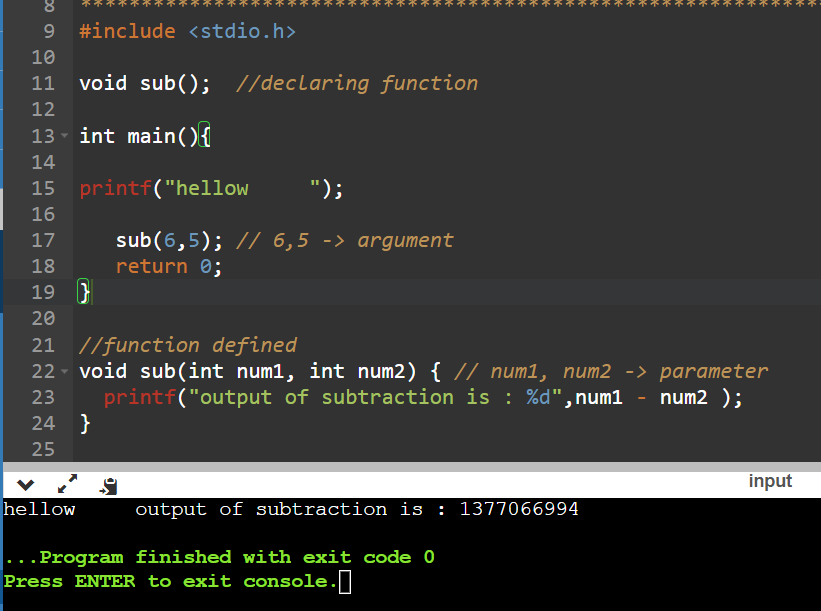 8 *************************************************************
9 #include <stdio.h>
10
11 void sub();  //declaring function
12
13 int main(){
14
15 printf("hellow     ");
16
17    sub(6,5); // 6,5 -> argument
18    return 0;
19 }
20
21 //function defined
22 void sub(int num1, int num2) { // num1, num2 -> parameter
23   printf("output of subtraction is : %d",num1 - num2 );
24 }
25
input
hellow     output of subtraction is : 1377066994
...Program finished with exit code 0
Press ENTER to exit console.